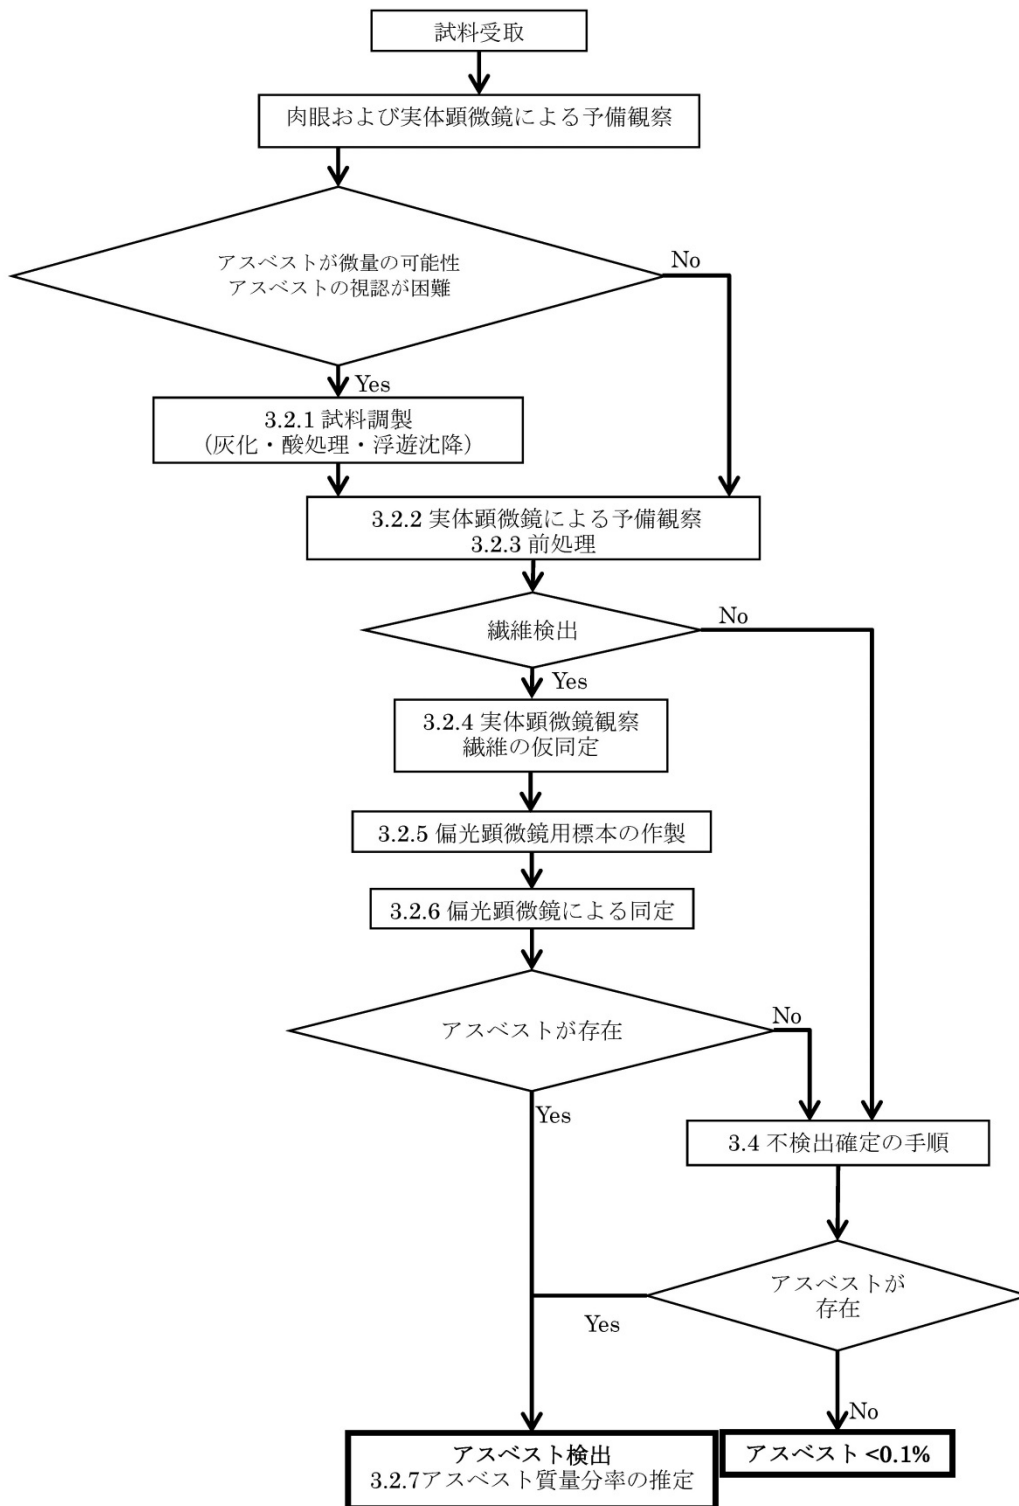 試料受取
肉眼および実体顕微鏡による予備観察
アスベストが微量の可能性
アスベストの視認が困難
No
Yes
3.2.1 試料調製
（灰化・酸処理・浮遊沈降）
3.2.2 実体顕微鏡による予備観察
3.2.3 前処理
繊維検出
No
Yes
3.2.4 実体顕微鏡観察
繊維の仮同定
3.2.5 偏光顕微鏡用標本の作製
3.2.6 偏光顕微鏡による同定
アスベストが存在
No
Yes
3.4 不検出確定の手順
アスベストが
存在
Yes
No
アスベスト検出
3.2.7アスベスト質量分率の推定
アスベスト<0.1%